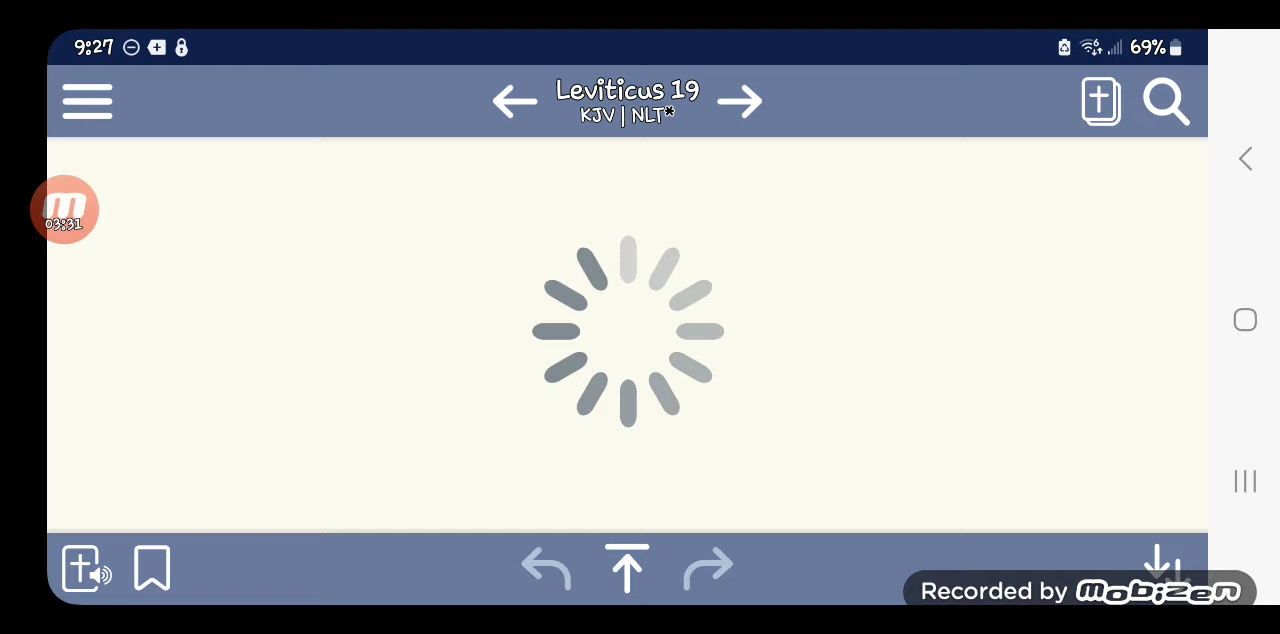 9:27
69%
Leviticus 19
KJV | NLT*
m
03:31
Recorded by mobizen